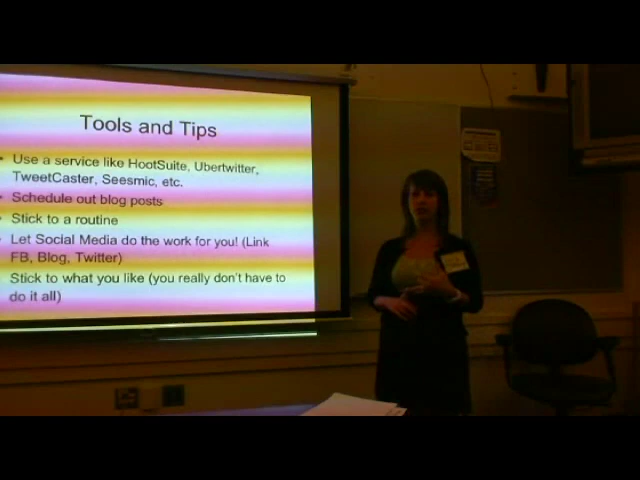 Tools and Tips
• Use a service like HootSuite, Ubertwitter,
TweetCaster, Seesmic, etc.
• Schedule out blog posts
• Stick to a routine
• Let Social Media do the work for you! (Link
FB, Blog, Twitter)
• Stick to what you like (you really don't have to
do it all)